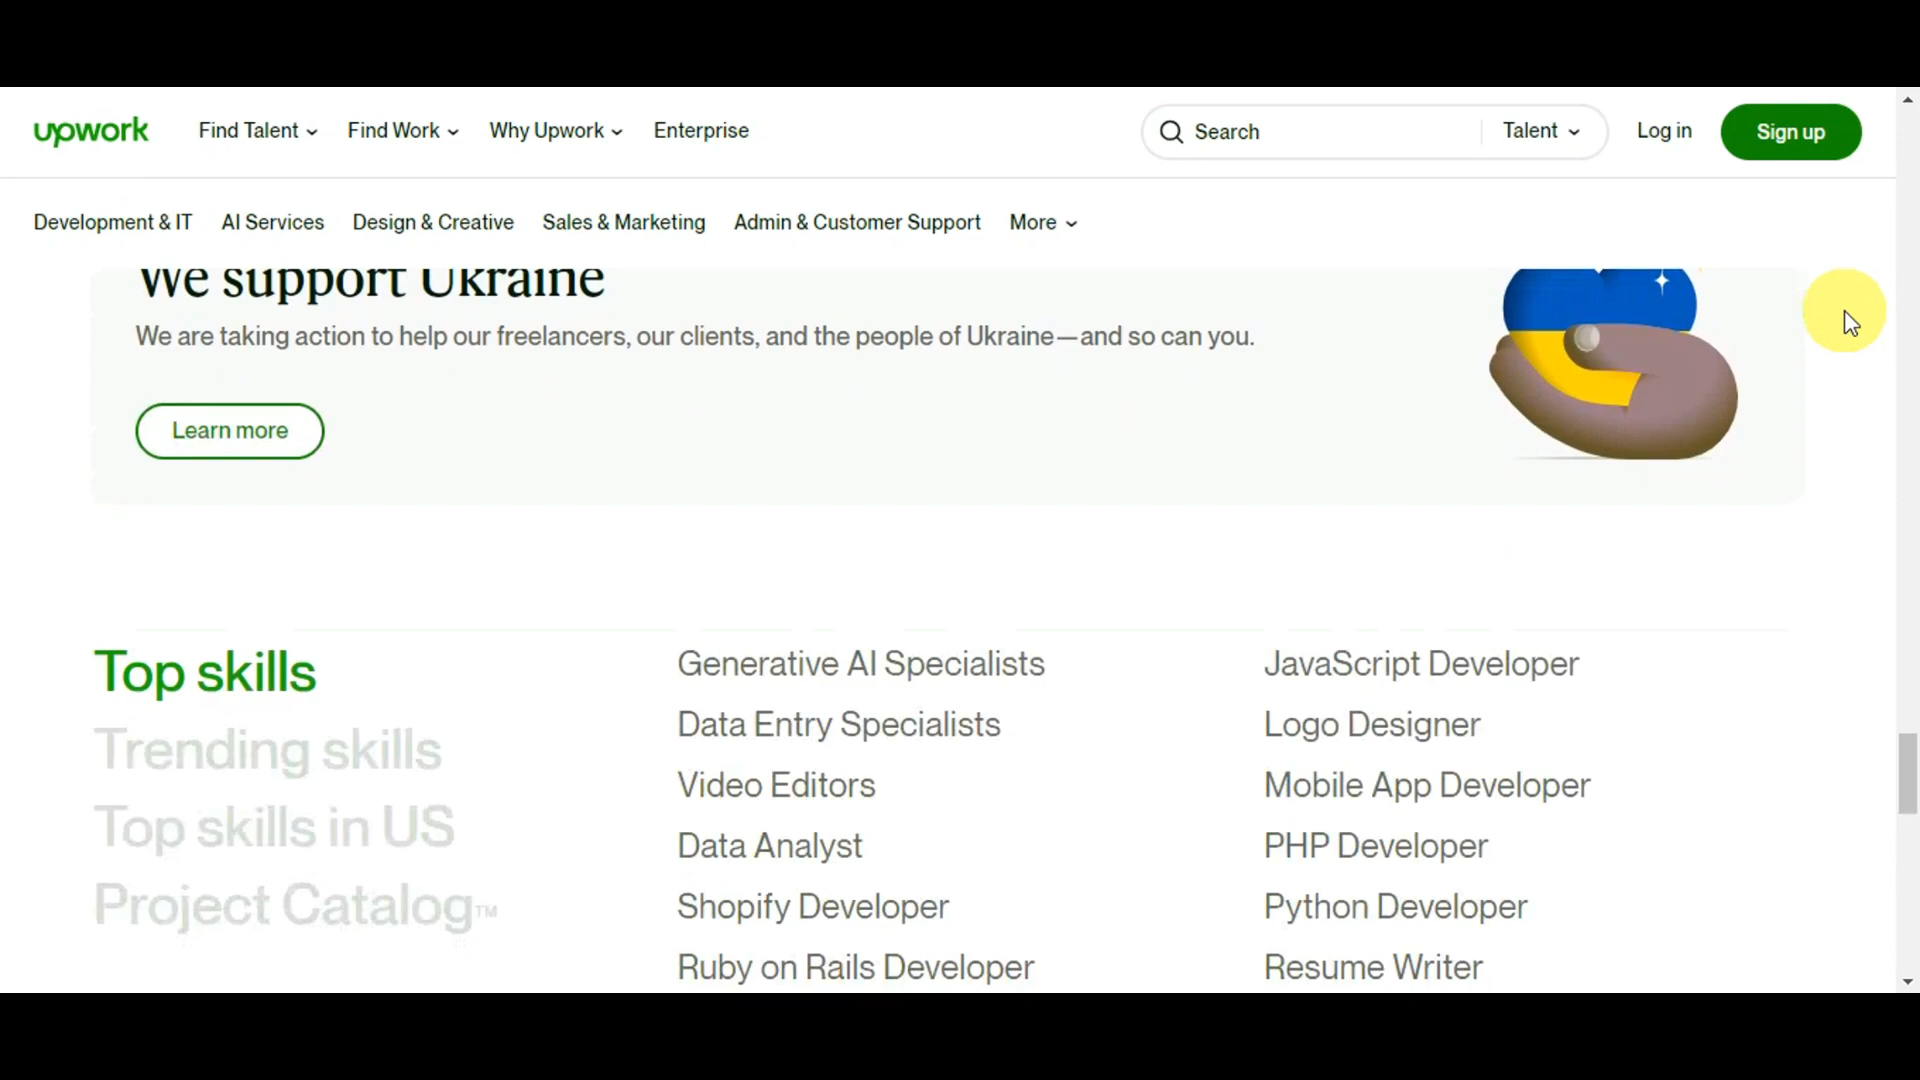 upwork
Find Talent
Find Work
Why Upwork
Enterprise
Search
Talent
Log in
Sign up
Development & IT
AI Services
Design & Creative
Sales & Marketing
Admin & Customer Support
More
We support Ukraine
We are taking action to help our freelancers, our clients, and the people of Ukraine—and so can you.
Learn more
Top skills
Trending skills
Top skills in US
Project Catalog™
Generative AI Specialists
Data Entry Specialists
Video Editors
Data Analyst
Shopify Developer
Ruby on Rails Developer
JavaScript Developer
Logo Designer
Mobile App Developer
PHP Developer
Python Developer
Resume Writer